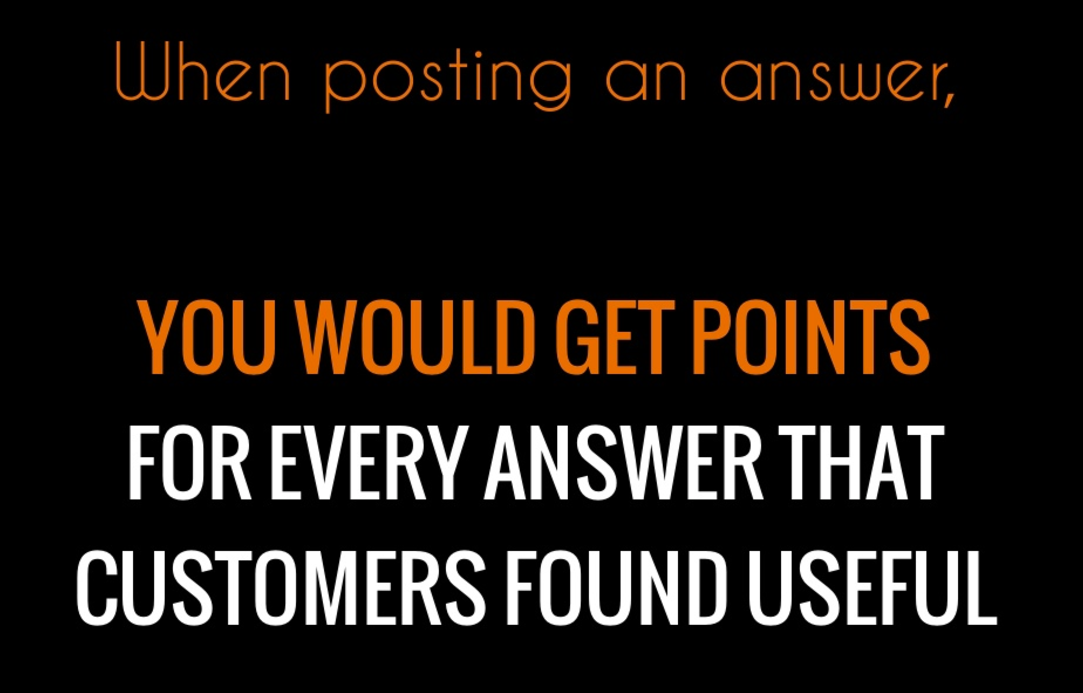 When posting an answer,
YOU WOULD GET POINTS
FOR EVERY ANSWER THAT
CUSTOMERS FOUND USEFUL